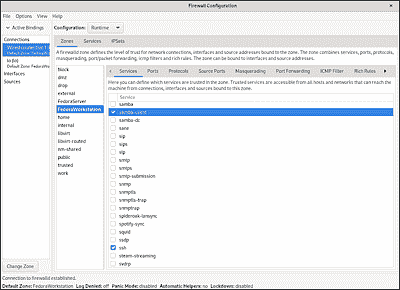 Firewall Configuration
File Options View Help
Active Bindings
Configuration: Runtime
Connections
Default Zone: FedoraWorkstation
lo (lo)
Default Zone: FedoraWorkstation
Interfaces
Sources
Change Zone
Zones Services IPSets
A firewalld zone defines the level of trust for network connections, interfaces and source addresses bound to the zone. The zone combines services, ports, protocols,
masquerading, port/packet forwarding, icmp filters and rich rules. The zone can be bound to interfaces and source addresses.
block
dmz
drop
external
FedoraServer
FedoraWorkstation
home
internal
libvirt
libvirt-routed
nm-shared
public
trusted
work
Services Ports Protocols Source Ports Masquerading Port Forwarding ICMP Filter Rich Rules
Here you can define which services are trusted in the zone. Trusted services are accessible from all hosts and networks that can reach the
machine from connections, interfaces and sources bound to this zone.
Service
samba
samba-client
samba-dc
sane
sip
sips
slp
smtp
smtps
smtp-submission
snmp
snmptls
snmptls-trap
snmptrap
spideroak-lansync
spotify-sync
squid
ssdp
ssh
steam-streaming
svdrp
Connection to FirewallD established.
Default Zone: FedoraWorkstation Log Denied: off Panic Mode: disabled Automatic Helpers: no Lockdown: disabled